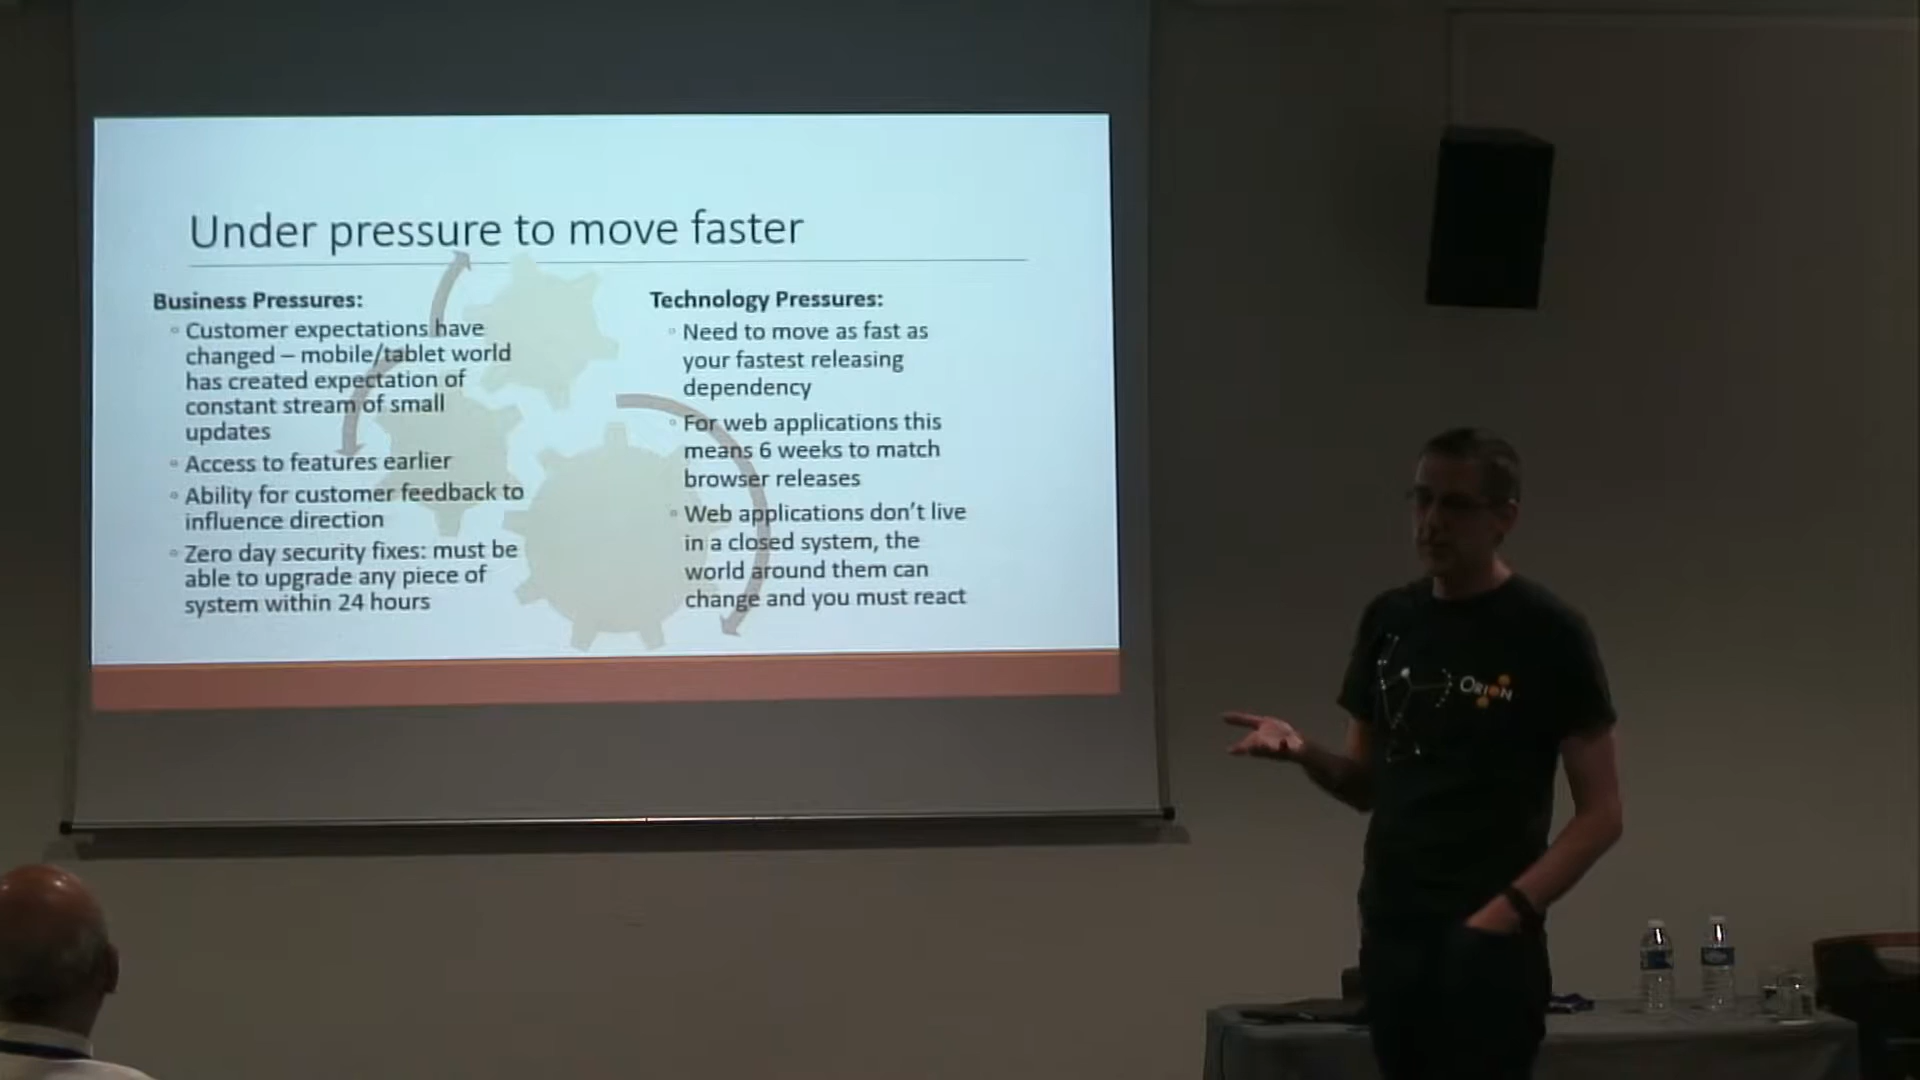 Under pressure to move faster
Business Pressures:
Customer expectations have
changed – mobile/tablet world
has created expectation of
constant stream of small
updates
Access to features earlier
Ability for customer feedback to
influence direction
Zero day security fixes: must be
able to upgrade any piece of
system within 24 hours
Technology Pressures:
Need to move as fast as
your fastest releasing
dependency
For web applications this
means 6 weeks to match
browser releases
Web applications don't live
in a closed system, the
world around them can
change and you must react
ORION